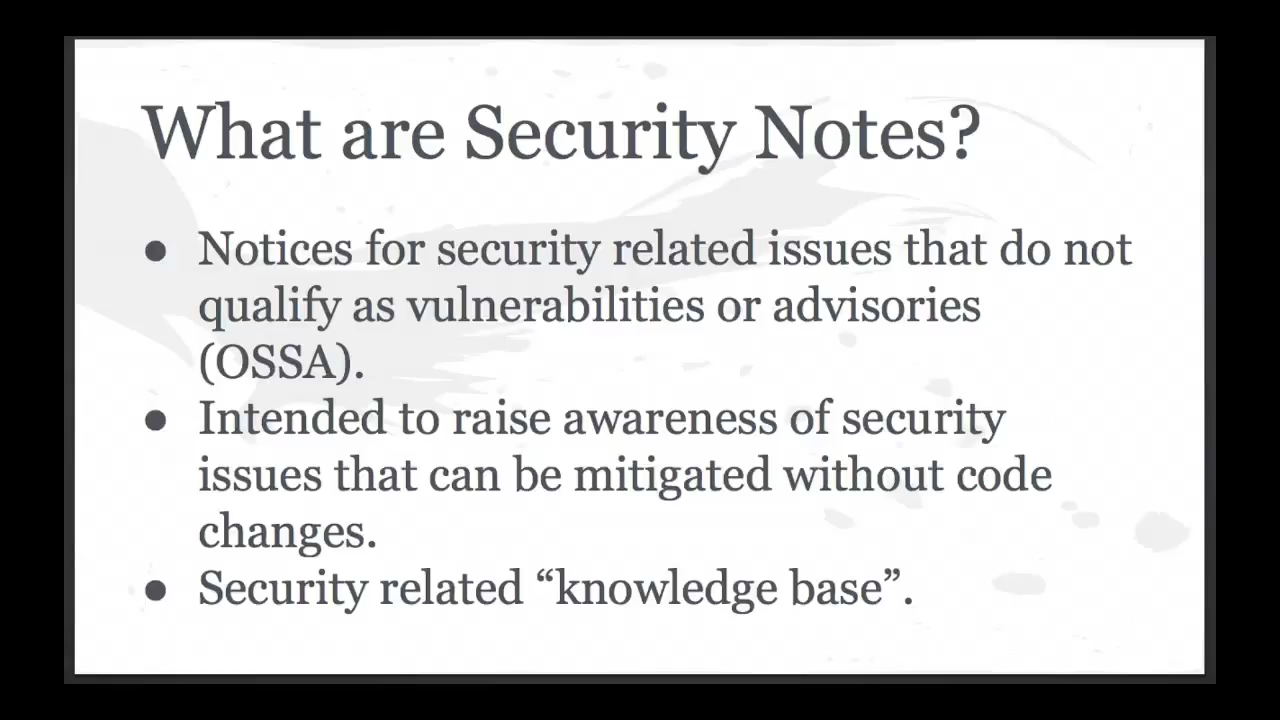 What are Security Notes?
● Notices for security related issues that do not
qualify as vulnerabilities or advisories
(OSSA).
● Intended to raise awareness of security
issues that can be mitigated without code
changes.
● Security related “knowledge base”.